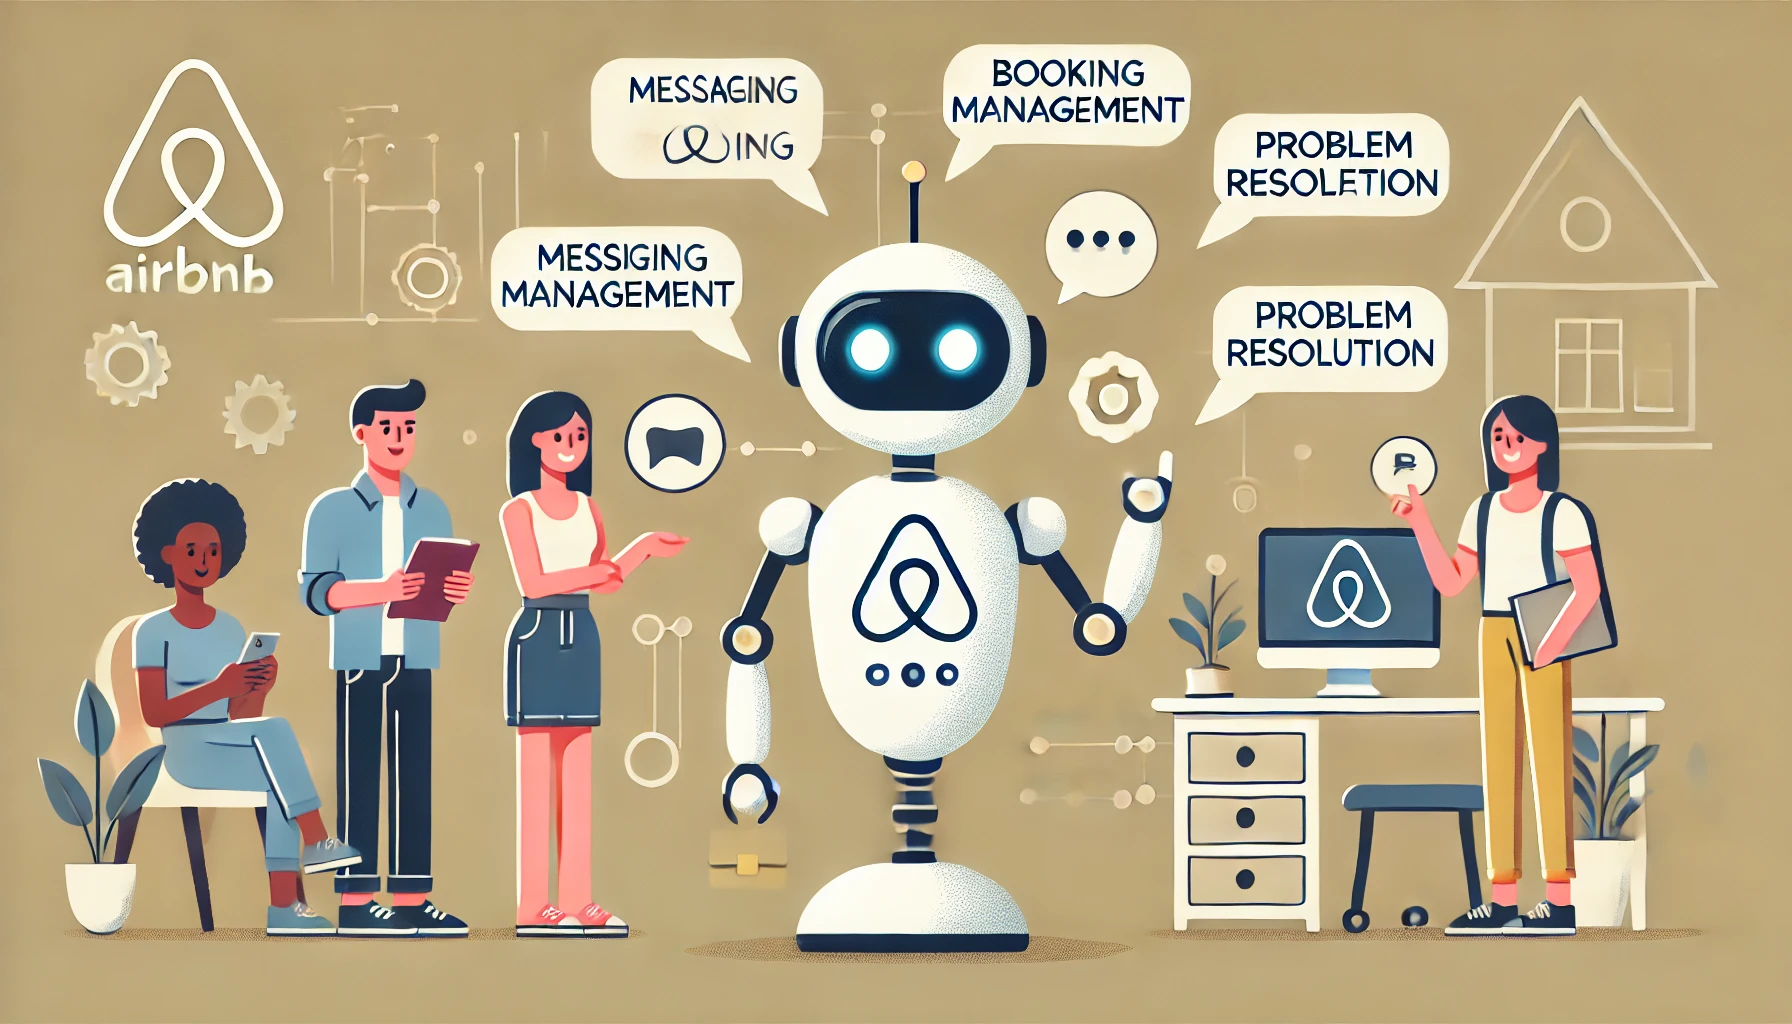 airbnb
MESSAGING
ING
BOOKING
MANAGEMENT
PROBLEM
RESOLETION
MESSIGING
MANAGEMENT
PROBLEM
RESOLUTION